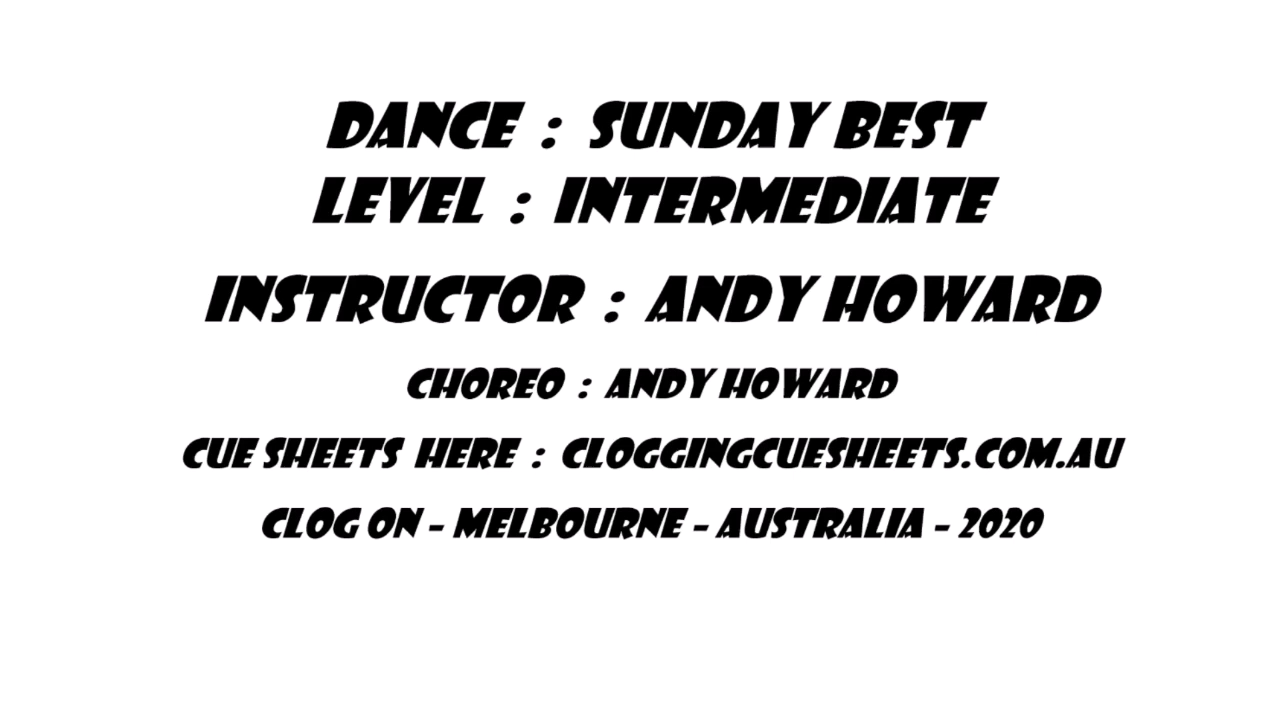 DANCE : SUNDAY BEST
LEVEL : INTERMEDIATE
INSTRUCTOR : ANDY HOWARD
CHOREO : ANDY HOWARD
CUE SHEETS HERE : CLOGGINGCUESHEETS.COM.AU
CLOG ON – MELBOURNE – AUSTRALIA – 2020